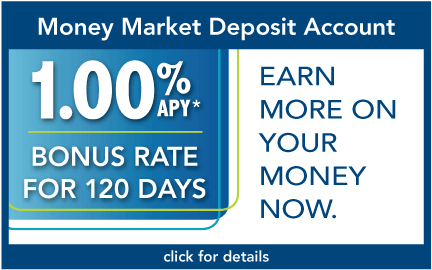 Money Market Deposit Account
1.00% APY*
BONUS RATE
FOR 120 DAYS
EARN
MORE ON
YOUR
MONEY
NOW.
click for details